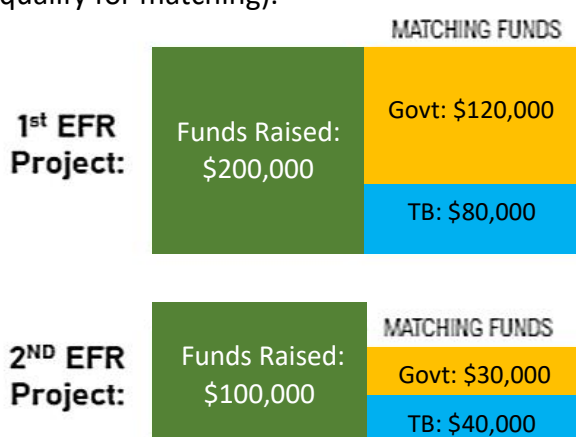 qualify for matching).
MATCHING FUNDS
1st EFR
Project:
Funds Raised:
$200,000
Govt: $120,000
TB: $80,000
MATCHING FUNDS
2ND EFR
Project:
Funds Raised:
$100,000
Govt: $30,000
TB: $40,000